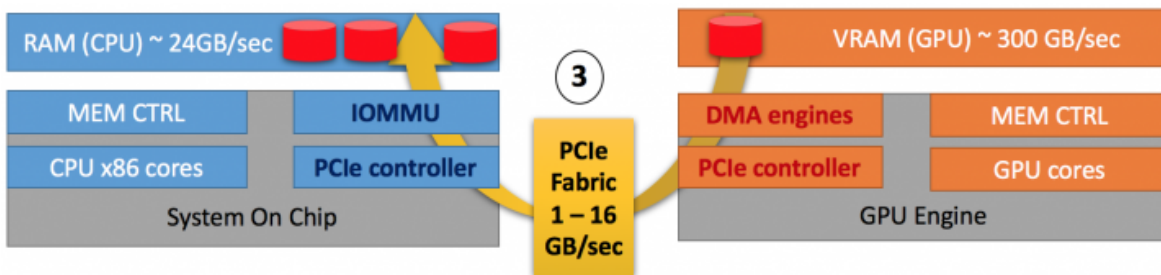 RAM (CPU) ~ 24GB/sec
VRAM (GPU) ~ 300 GB/sec
3
MEM CTRL
IOMMU
DMA engines
MEM CTRL
CPU x86 cores
PCIe controller
PCIe
Fabric
1 – 16
GB/sec
PCIe controller
GPU cores
System On Chip
GPU Engine